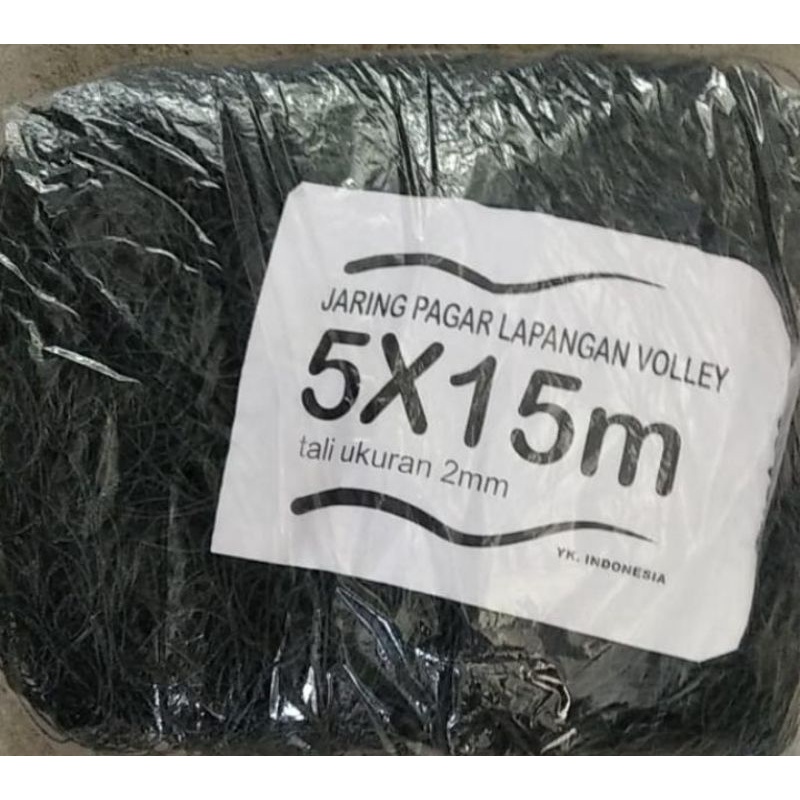 JARING PAGAR LAPANGAN VOLLEY
5X15m
tali ukuran 2mm
YK. INDONESIA